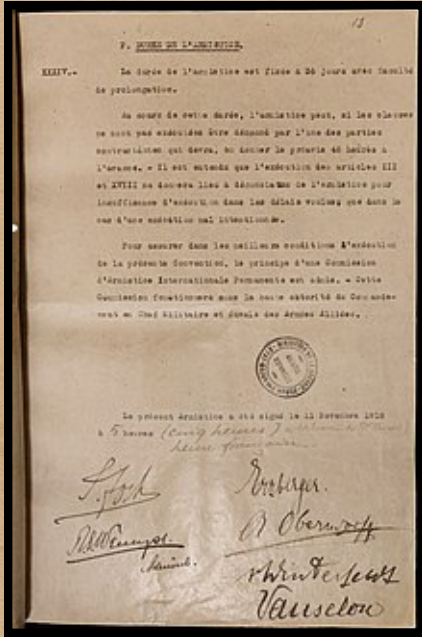 13
F. DUREE DE L'ARMISTICE.
XXXIV.- La durée de l'armistice est fixée à 36 jours avec faculté
de prolongation.
Au cours de cette durée, l'armistice peut, si les clauses
ne sont pas exécutées être dénoncé par l'une des parties
contractantes qui devra, en donner le préavis 48 heures à
l'avance. - Il est entendu que l'exécution des articles III
et XVIII ne donnera lieu à dénonciation de l'armistice pour
insuffisance d'exécution dans les délais voulus, que dans le
cas d'une exécution mal intentionnée.
Pour assurer dans les meilleures conditions l'exécution
de la présente Convention, le principe d'une Commission
d'Armistice Internationale Permanente est admis. - Cette
Commission fonctionnera sous la haute autorité du Commande-
ment en Chef Militaire et Navale des Armées Alliées.
Le présent Armistice a été signé le 11 Novembre 1918
à 5 heures (cinq heures)
heure française
F. Foch
Erzberger.
R. E. Wemyss.
Admiral.
A Oberndorff
v Winterfeldt
Vanselow